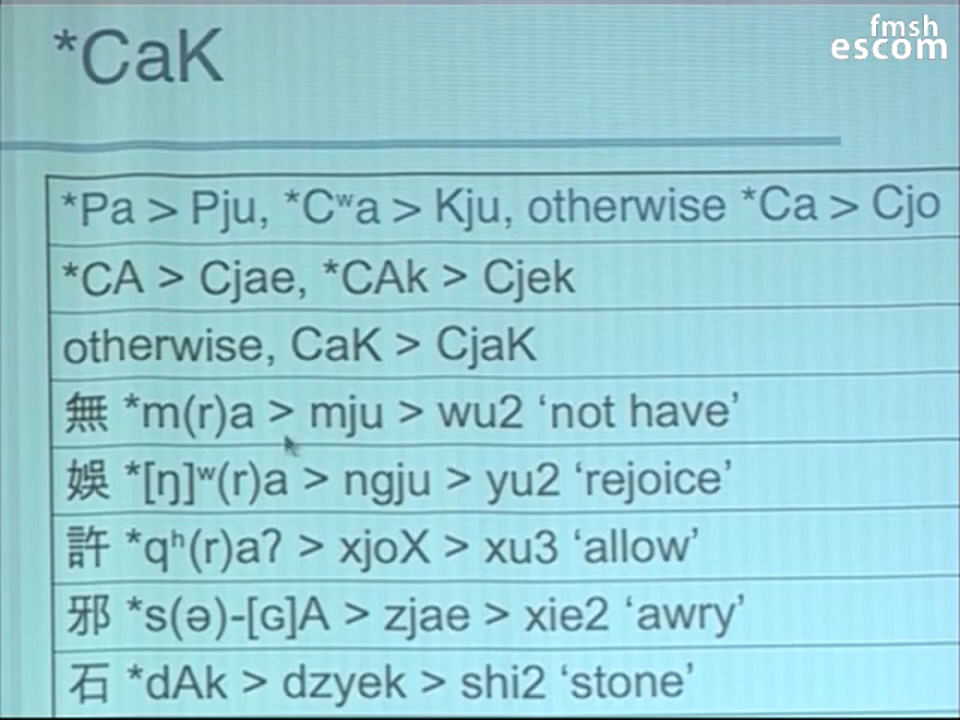 fmsh
escom
*CaK
*Pa > Pju, *Cʷa > Kju, otherwise *Ca > Cjo
*CA > Cjae, *CAk > Cjek
otherwise, CaK > CjaK
無 *m(r)a > mju > wu2 ‘not have’
娛 *[ŋ]ʷ(r)a > ngju > yu2 ‘rejoice’
許 *qʰ(r)a? > xjoX > xu3 ‘allow’
邪 *s(ə)-[ɢ]A > zjae > xie2 ‘awry’
石 *dAk > dzyek > shi2 ‘stone’